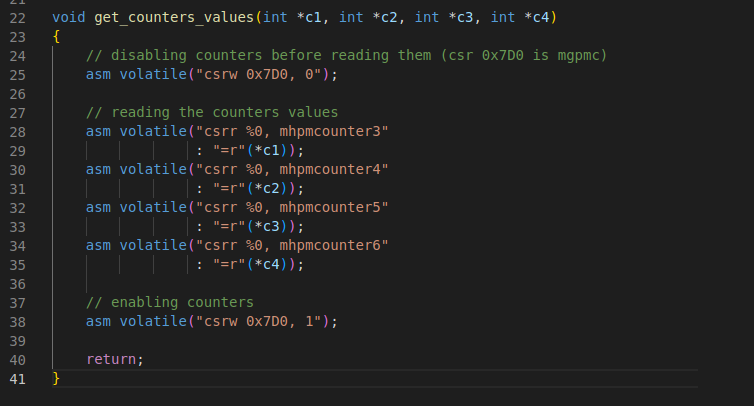 21
22 void get_counters_values(int *c1, int *c2, int *c3, int *c4)
23 {
24 // disabling counters before reading them (csr 0x7D0 is mgpmc)
25 asm volatile("csrw 0x7D0, 0");
26
27 // reading the counters values
28 asm volatile("csrr %0, mhpmcounter3"
29 : "=r"(*c1));
30 asm volatile("csrr %0, mhpmcounter4"
31 : "=r"(*c2));
32 asm volatile("csrr %0, mhpmcounter5"
33 : "=r"(*c3));
34 asm volatile("csrr %0, mhpmcounter6"
35 : "=r"(*c4));
36
37 // enabling counters
38 asm volatile("csrw 0x7D0, 1");
39
40 return;
41 }